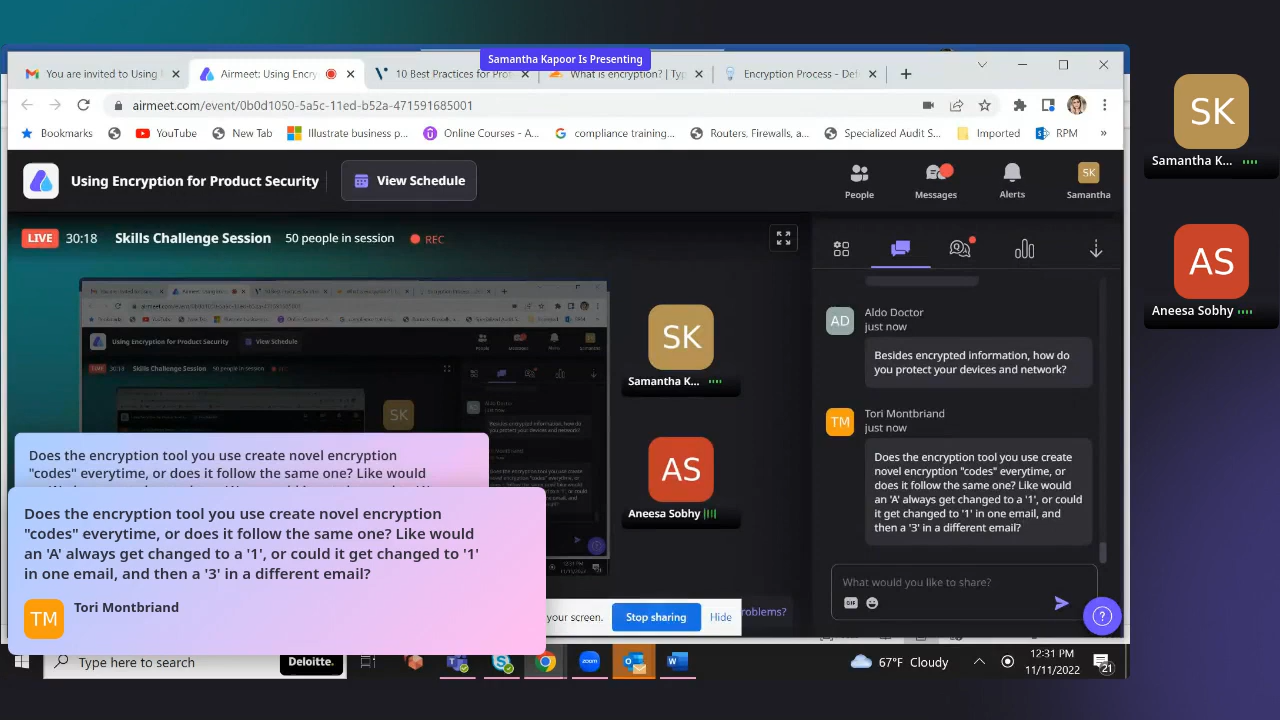 Samantha Kapoor Is Presenting
You are invited to Using
Airmeet: Using Encry
10 Best Practices for Pro
What is encryption? | Typ
Encryption Process - Def
airmeet.com/event/0b0d1050-5a5c-11ed-b52a-471591685001
Bookmarks
YouTube
New Tab
Illustrate business p...
Online Courses - A...
compliance training...
Routers, Firewalls, a...
Specialized Audit S...
Imported
RPM
»
Using Encryption for Product Security
View Schedule
People
Messages
Alerts
SK
Samantha
LIVE 30:18 Skills Challenge Session 50 people in session REC
SK
Samantha K...
AS
Aneesa Sobhy
AD
Aldo Doctor
just now
Besides encrypted information, how do
you protect your devices and network?
TM
Tori Montbriand
just now
Does the encryption tool you use create novel
encryption "codes" everytime, or
does it follow the same one? Like would
an 'A' always get changed to a '1', or could
it get changed to '1' in one email, and
then a '3' in a different email?
What would you like to share?
GIF
Does the encryption tool you use create novel encryption
"codes" everytime, or does it follow the same one? Like would
Does the encryption tool you use create novel encryption
"codes" everytime, or does it follow the same one? Like would
an 'A' always get changed to a '1', or could it get changed to '1'
in one email, and then a '3' in a different email?
TM
Tori Montbriand
your screen.
Stop sharing
Hide
roblems?
Type here to search
Deloitte.
zoom
67°F Cloudy
12:31 PM
11/11/2022
21
SK
Samantha K...
AS
Aneesa Sobhy